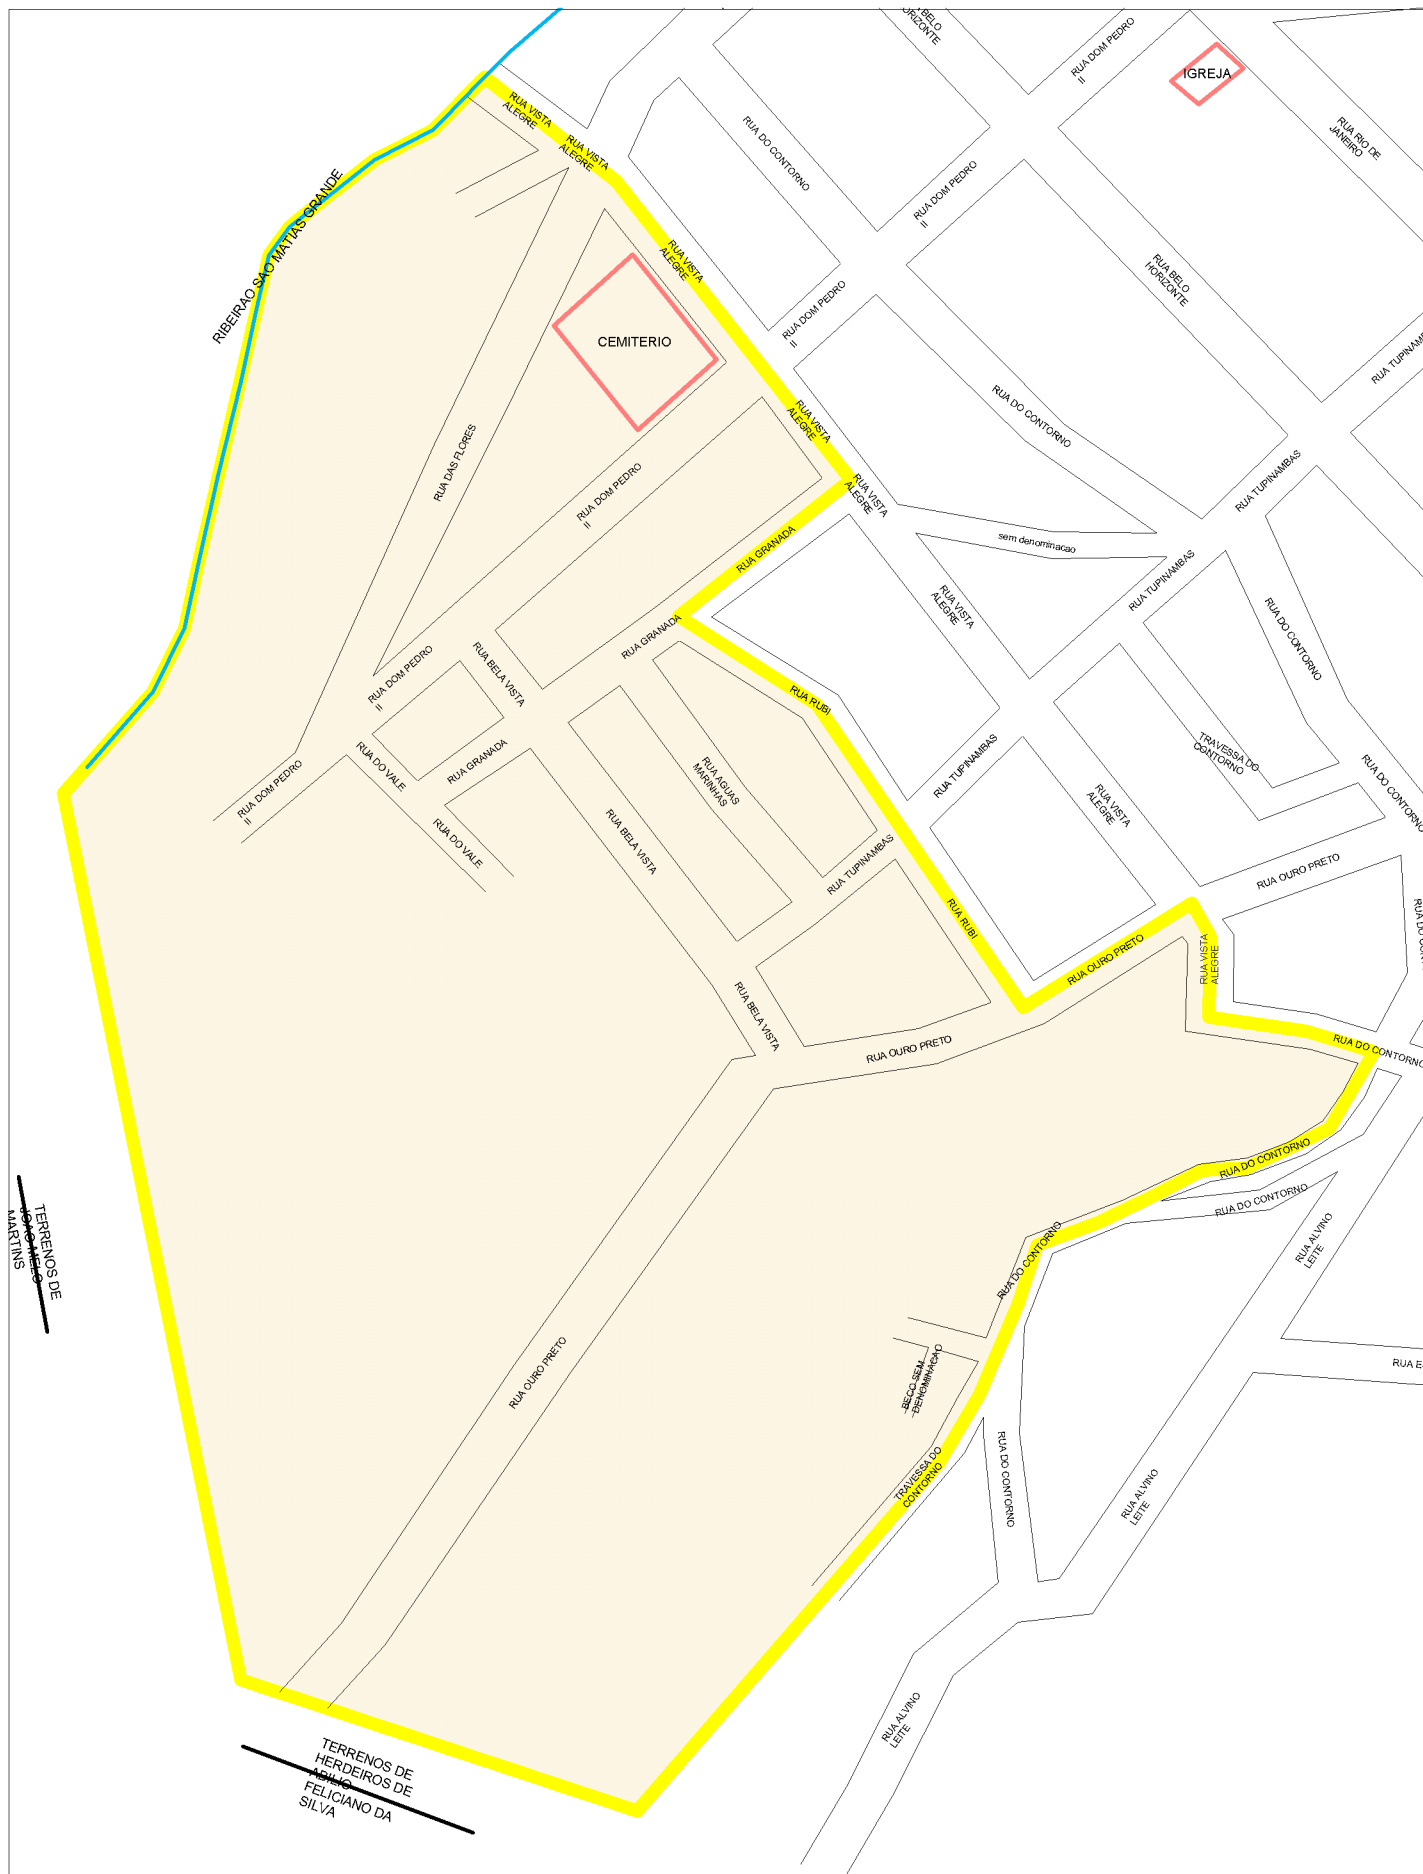 BELO
HORIZONTE
RUA DOM PEDRO
II
IGREJA
RUA VISTA
ALEGRE
RUA DO CONTORNO
RUA RIO DE
JANEIRO
RUA VISTA
ALEGRE
RUA DOM PEDRO
II
RIBEIRAO SAO MATIAS GRANDE
RUA VISTA
ALEGRE
RUA BELO
HORIZONTE
RUA DOM PEDRO
II
CEMITERIO
RUA TUPINAMBAS
RUA VISTA
ALEGRE
RUA DO CONTORNO
RUA DAS FLORES
RUA DOM PEDRO
II
RUA VISTA
ALEGRE
RUA TUPINAMBAS
RUA GRANADA
sem denominacao
RUA TUPINAMBAS
RUA VISTA
ALEGRE
RUA DO CONTORNO
RUA GRANADA
RUA BELA VISTA
RUA DOM PEDRO
II
RUA RUBI
RUA DO VALE
RUA GRANADA
RUA AGUAS
MARINHAS
RUA TUPINAMBAS
TRAVESSA DO
CONTORNO
RUA DO CONTORNO
RUA DOM PEDRO
II
RUA VISTA
ALEGRE
RUA DO VALE
RUA BELA VISTA
RUA TUPINAMBAS
RUA OURO PRETO
RUA RUBI
RUA OURO PRETO
RUA VISTA
ALEGRE
RUA DO
RUA BELA VISTA
RUA OURO PRETO
RUA DO CONTORNO
RUA DO CONTORNO
RUA DO CONTORNO
TERRENOS DE
JOAO MELO
MARTINS
RUA DO CONTORNO
RUA ALVINO
LEITE
RUA OURO PRETO
BECO SEM
DENOMINACAO
RUA E
TRAVESSA DO
CONTORNO
RUA DO CONTORNO
RUA ALVINO
LEITE
RUA ALVINO
LEITE
TERRENOS DE
HERDEIROS DE
ABILIO
FELICIANO DA
SILVA